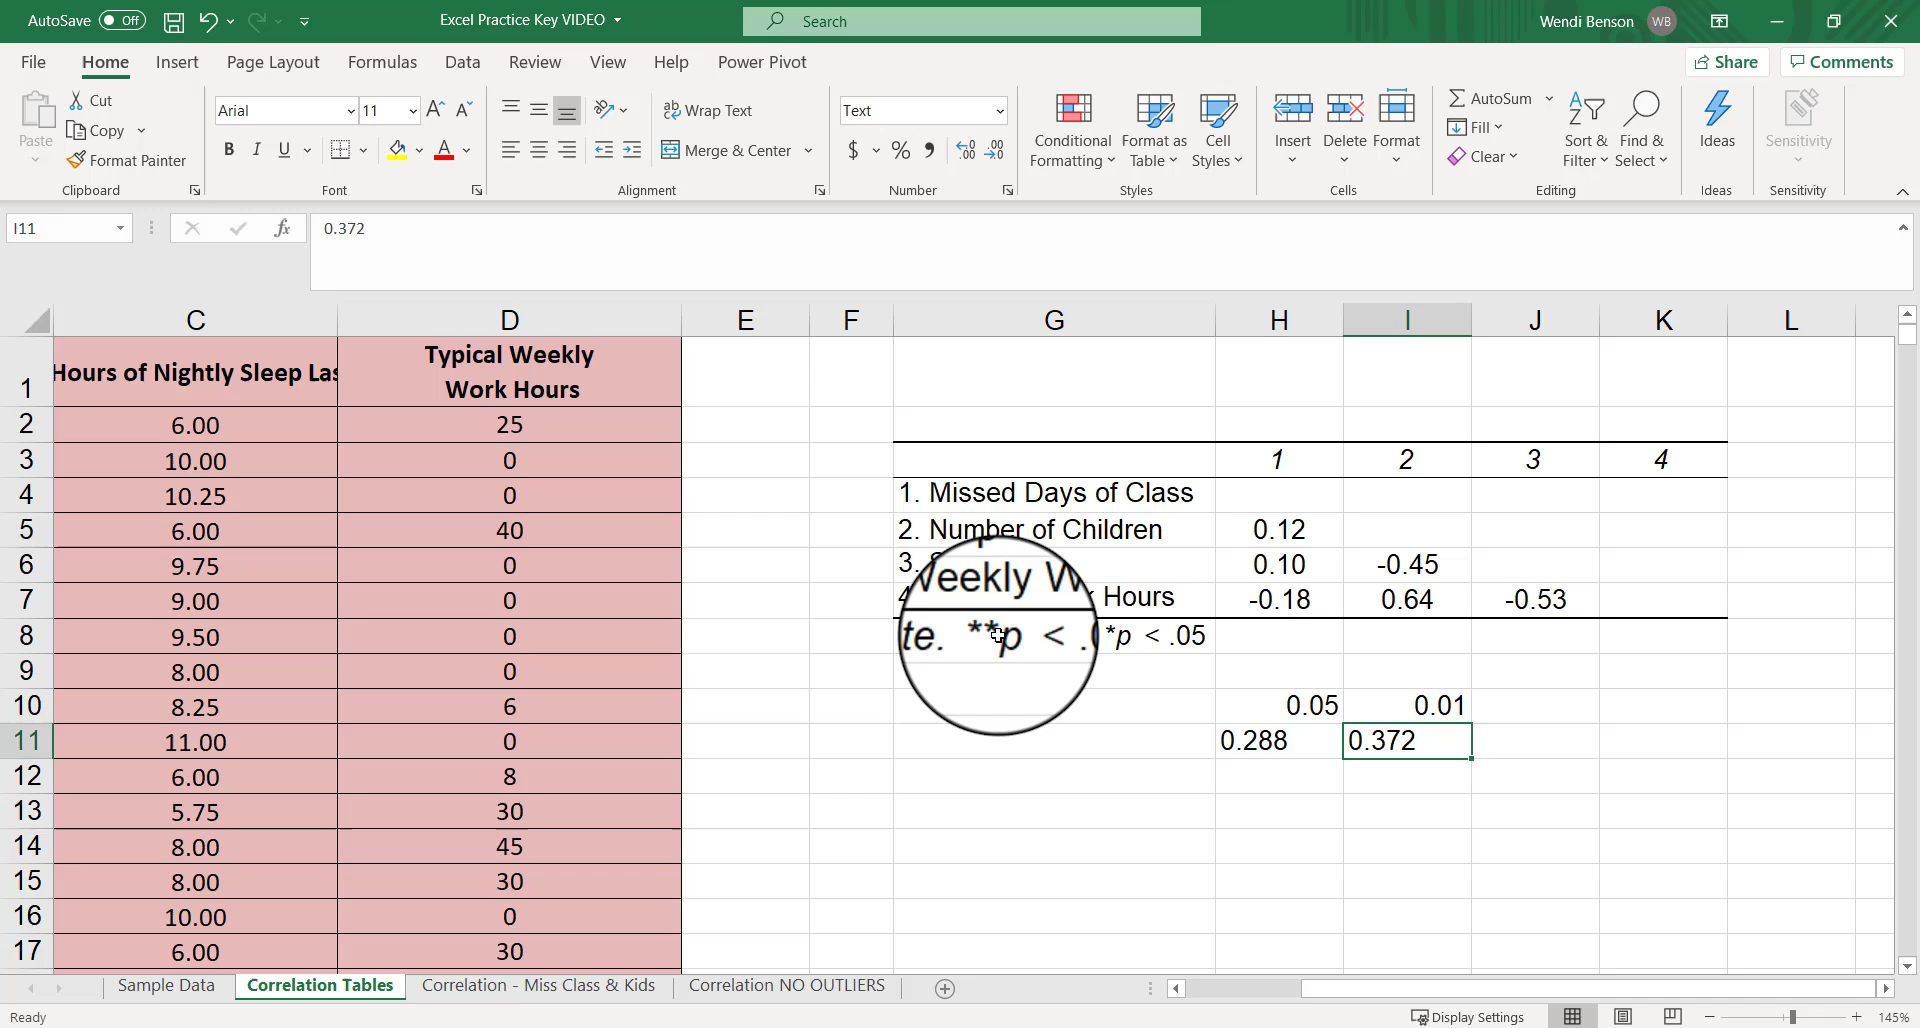 AutoSave Off Excel Practice Key VIDEO Search Wendi Benson WB
File Home Insert Page Layout Formulas Data Review View Help Power Pivot Share Comments
Paste Cut Copy Format Painter Clipboard
Arial 11 A A B I U A Font
ab Wrap Text Merge & Center Alignment
Text $ % 9 .00 Number
Conditional Formatting Format as Table Cell Styles Styles
Insert Delete Format Cells
AutoSum Fill Clear Sort & Filter Find & Select Editing
Ideas Ideas
Sensitivity Sensitivity
I11 fx 0.372
C D E F G H I J K L
1 Hours of Nightly Sleep Las Typical Weekly Work Hours
2 6.00 25
3 10.00 0 1 2 3 4
4 10.25 0 1. Missed Days of Class
5 6.00 40 2. Number of Children 0.12
6 9.75 0 3. 0.10 -0.45
7 9.00 0 Weekly W Hours -0.18 0.64 -0.53
8 9.50 0 te. **p < . *p < .05
9 8.00 0
10 8.25 6 0.05 0.01
11 11.00 0 0.288 0.372
12 6.00 8
13 5.75 30
14 8.00 45
15 8.00 30
16 10.00 0
17 6.00 30
Sample Data Correlation Tables Correlation - Miss Class & Kids Correlation NO OUTLIERS
Ready Display Settings 145%